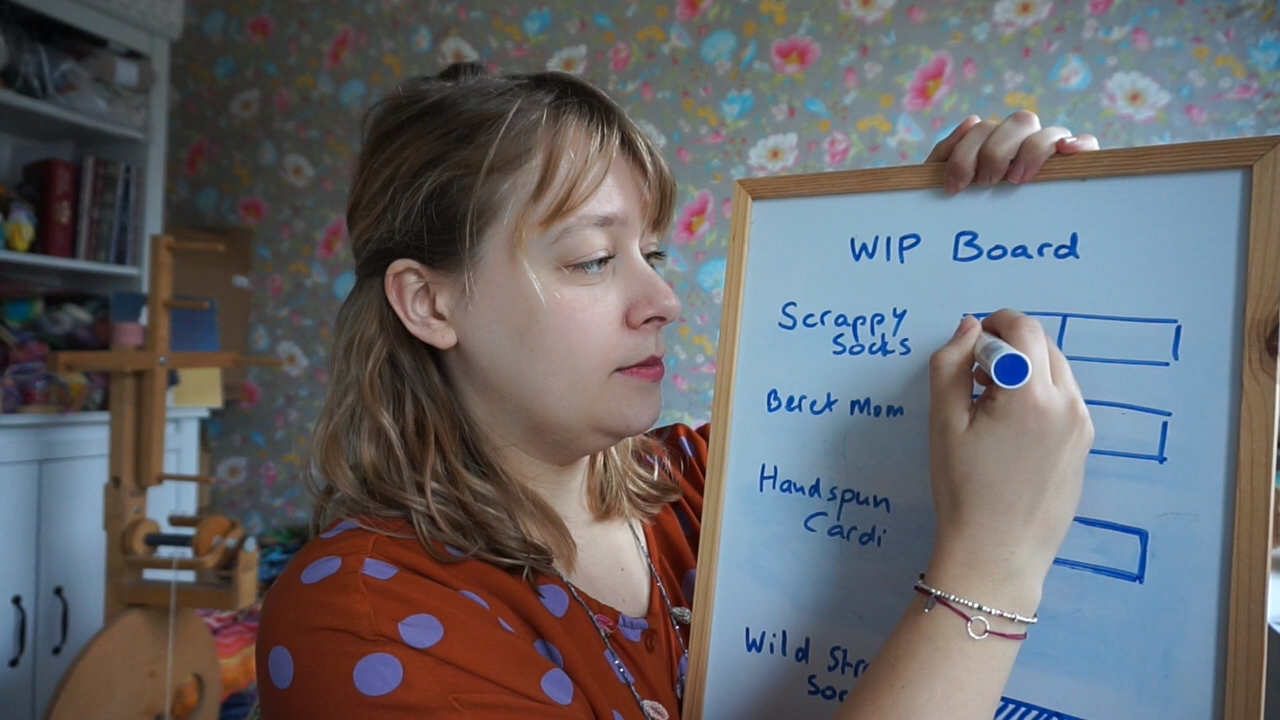 WIP Board
Scrappy
Socks
Beret Mom
Handspun
Cardi
Wild